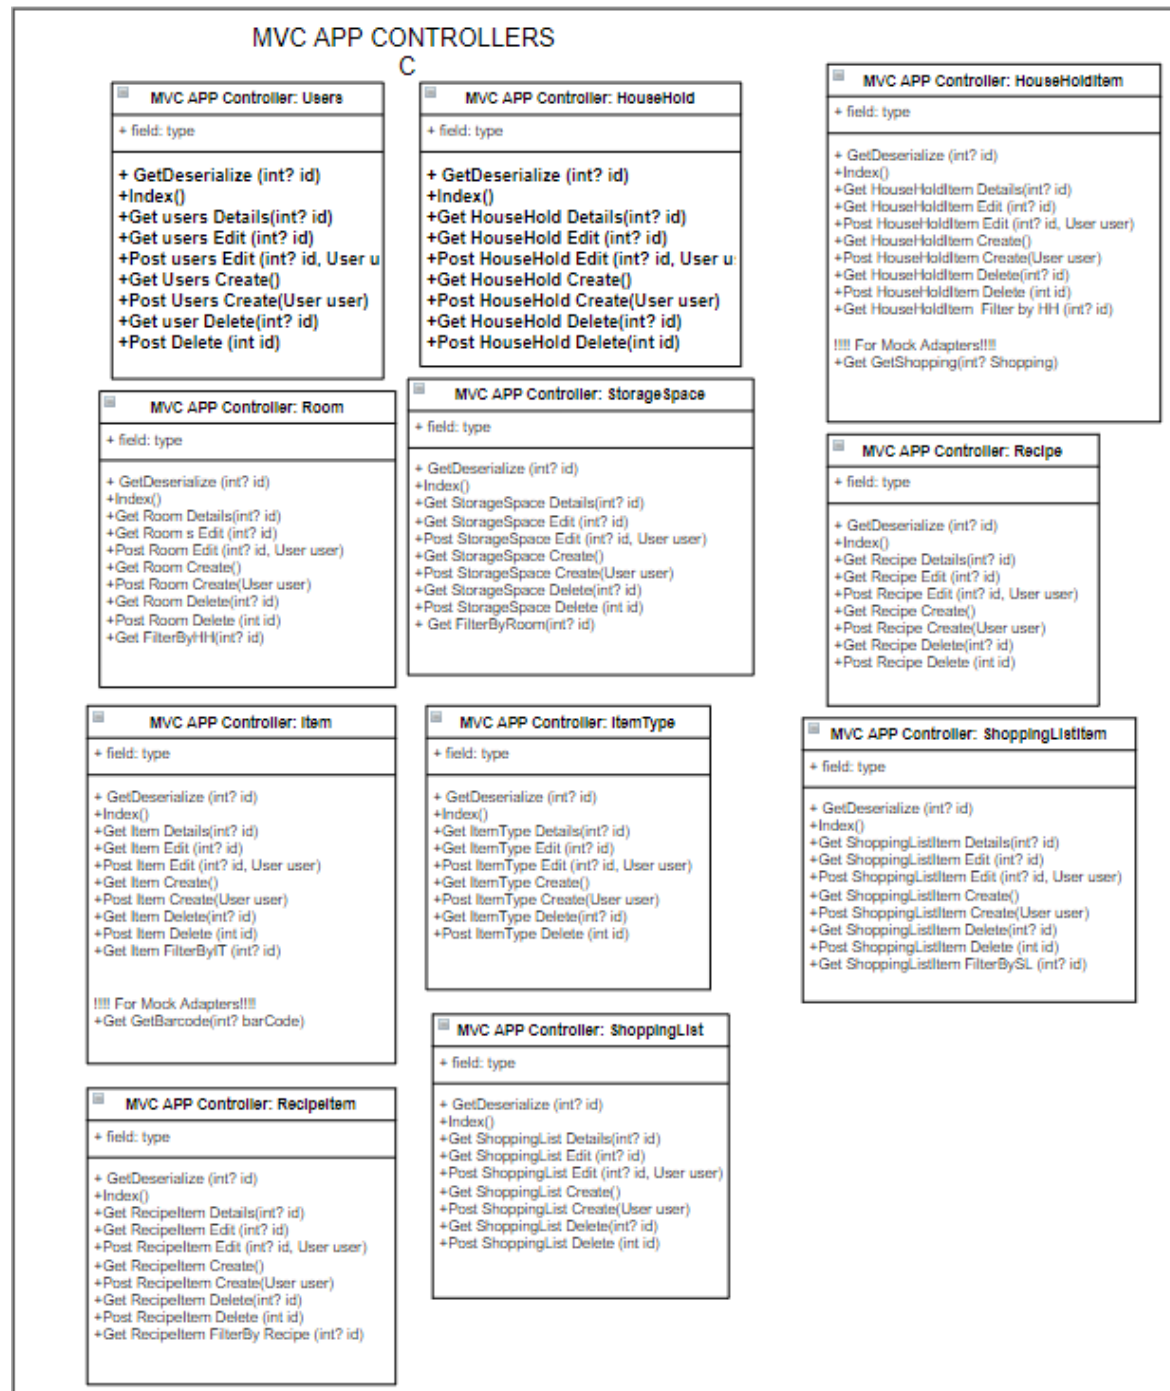 MVC APP CONTROLLERS
C
MVC APP Controller: Users
+ field: type
+ GetDeserialize (int? id)
+Index()
+Get users Details(int? id)
+Get users Edit (int? id)
+Post users Edit (int? id, User u
+Get Users Create()
+Post Users Create(User user)
+Get user Delete(int? id)
+Post Delete (int id)
MVC APP Controller: HouseHold
+ field: type
+ GetDeserialize (int? id)
+Index()
+Get HouseHold Details(int? id)
+Get HouseHold Edit (int? id)
+Post HouseHold Edit (int? id, User u
+Get HouseHold Create()
+Post HouseHold Create(User user)
+Get HouseHold Delete(int? id)
+Post HouseHold Delete(int id)
MVC APP Controller: HouseHoldItem
+ field: type
+ GetDeserialize (int? id)
+Index()
+Get HouseHoldItem Details(int? id)
+Get HouseHoldItem Edit (int? id)
+Post HouseHoldItem Edit (int? id, User user)
+Get HouseHoldItem Create()
+Post HouseHoldItem Create(User user)
+Get HouseHoldItem Delete(int? id)
+Post HouseHoldItem Delete (int id)
+Get HouseHoldItem  Filter by HH (int? id)
!!!! For Mock Adapters!!!!
+Get GetShopping(int? Shopping)
MVC APP Controller: Room
+ field: type
+ GetDeserialize (int? id)
+Index()
+Get Room Details(int? id)
+Get Room s Edit (int? id)
+Post Room Edit (int? id, User user)
+Get Room Create()
+Post Room Create(User user)
+Get Room Delete(int? id)
+Post Room Delete (int id)
+Get FilterByHH(int? id)
MVC APP Controller: StorageSpace
+ field: type
+ GetDeserialize (int? id)
+Index()
+Get StorageSpace Details(int? id)
+Get StorageSpace Edit (int? id)
+Post StorageSpace Edit (int? id, User user)
+Get StorageSpace Create()
+Post StorageSpace Create(User user)
+Get StorageSpace Delete(int? id)
+Post StorageSpace Delete (int id)
+ Get FilterByRoom(int? id)
MVC APP Controller: Recipe
+ field: type
+ GetDeserialize (int? id)
+Index()
+Get Recipe Details(int? id)
+Get Recipe Edit (int? id)
+Post Recipe Edit (int? id, User user)
+Get Recipe Create()
+Post Recipe Create(User user)
+Get Recipe Delete(int? id)
+Post Recipe Delete (int id)
MVC APP Controller: Item
+ field: type
+ GetDeserialize (int? id)
+Index()
+Get Item Details(int? id)
+Get Item Edit (int? id)
+Post Item Edit (int? id, User user)
+Get Item Create()
+Post Item Create(User user)
+Get Item Delete(int? id)
+Post Item Delete (int id)
+Get Item FilterByIT (int? id)
!!!! For Mock Adapters!!!!
+Get GetBarcode(int? barCode)
MVC APP Controller: ItemType
+ field: type
+ GetDeserialize (int? id)
+Index()
+Get ItemType Details(int? id)
+Get ItemType Edit (int? id)
+Post ItemType Edit (int? id, User user)
+Get ItemType Create()
+Post ItemType Create(User user)
+Get ItemType Delete(int? id)
+Post ItemType Delete (int id)
MVC APP Controller: ShoppingListItem
+ field: type
+ GetDeserialize (int? id)
+Index()
+Get ShoppingListItem Details(int? id)
+Get ShoppingListItem Edit (int? id)
+Post ShoppingListItem Edit (int? id, User user)
+Get ShoppingListItem Create()
+Post ShoppingListItem Create(User user)
+Get ShoppingListItem Delete(int? id)
+Post ShoppingListItem Delete (int id)
+Get ShoppingListItem FilterBySL (int? id)
MVC APP Controller: RecipeItem
+ field: type
+ GetDeserialize (int? id)
+Index()
+Get RecipeItem Details(int? id)
+Get RecipeItem Edit (int? id)
+Post RecipeItem Edit (int? id, User user)
+Get RecipeItem Create()
+Post RecipeItem Create(User user)
+Get RecipeItem Delete(int? id)
+Post RecipeItem Delete (int id)
+Get RecipeItem FilterBy Recipe (int? id)
MVC APP Controller: ShoppingList
+ field: type
+ GetDeserialize (int? id)
+Index()
+Get ShoppingList Details(int? id)
+Get ShoppingList Edit (int? id)
+Post ShoppingList Edit (int? id, User user)
+Get ShoppingList Create()
+Post ShoppingList Create(User user)
+Get ShoppingList Delete(int? id)
+Post ShoppingList Delete (int id)